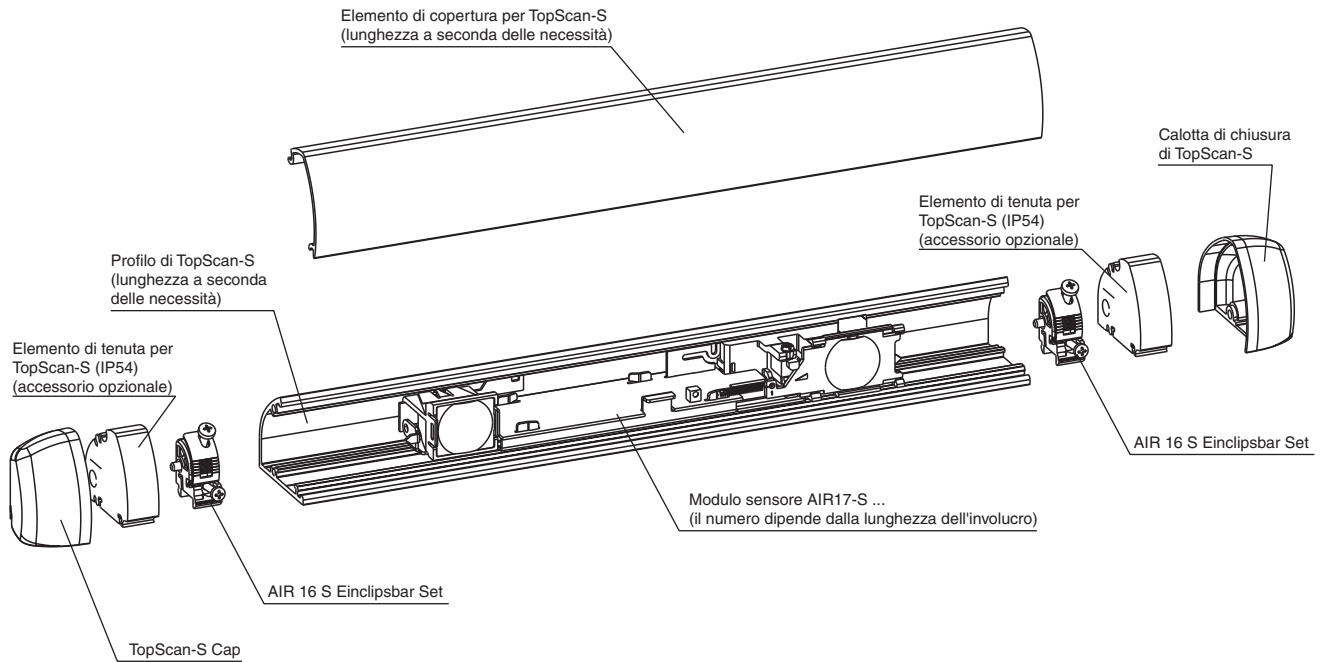 Elemento di copertura per TopScan-S
(lunghezza a seconda delle necessità)
Calotta di chiusura
di TopScan-S
Elemento di tenuta per
TopScan-S (IP54)
(accessorio opzionale)
Profilo di TopScan-S
(lunghezza a seconda
delle necessità)
Elemento di tenuta per
TopScan-S (IP54)
(accessorio opzionale)
AIR 16 S Einclipsbar Set
Modulo sensore AIR17-S ...
(il numero dipende dalla lunghezza dell'involucro)
AIR 16 S Einclipsbar Set
TopScan-S Cap